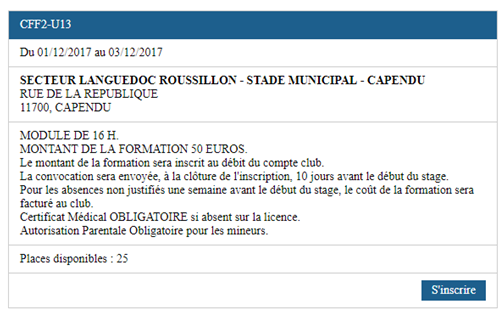 CFF2-U13
Du 01/12/2017 au 03/12/2017
SECTEUR LANGUEDOC ROUSSILLON - STADE MUNICIPAL - CAPENDU
RUE DE LA REPUBLIQUE
11700, CAPENDU
MODULE DE 16 H.
MONTANT DE LA FORMATION 50 EUROS.
Le montant de la formation sera inscrit au débit du compte club.
La convocation sera envoyée, à la clôture de l'inscription, 10 jours avant le début du stage.
Pour les absences non justifiés une semaine avant le début du stage, le coût de la formation sera
facturé au club.
Certificat Médical OBLIGATOIRE si absent sur la licence.
Autorisation Parentale Obligatoire pour les mineurs.
Places disponibles : 25
S'inscrire